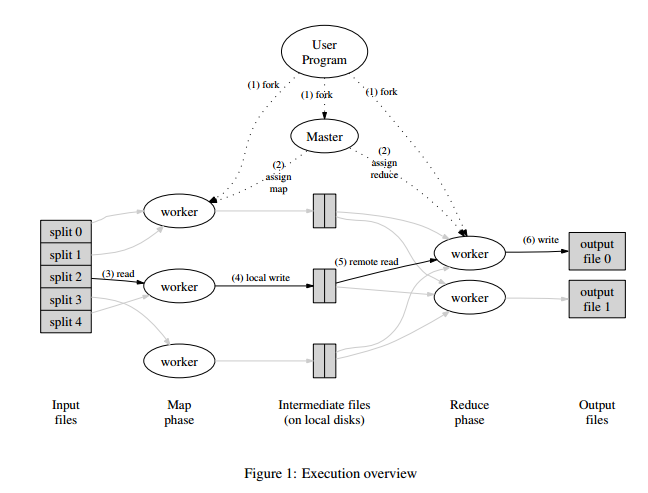 User
Program
(1) fork
(1) fork
(1) fork
Master
(2)
assign
map
(2)
assign
reduce
worker
split 0
split 1
split 2
split 3
split 4
(3) read
worker
(4) local write
(5) remote read
worker
(6) write
output
file 0
worker
output
file 1
worker
Input
files
Map
phase
Intermediate files
(on local disks)
Reduce
phase
Output
files
Figure 1: Execution overview